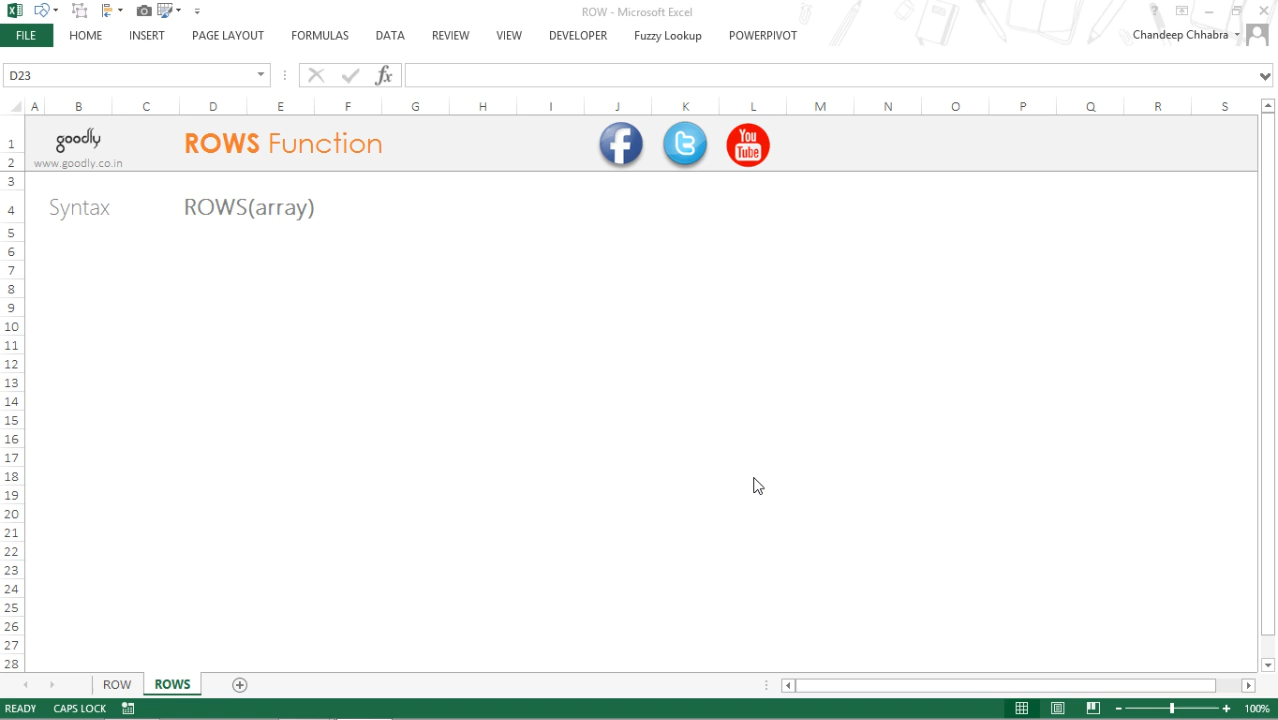 ROW - Microsoft Excel
?
FILE HOME INSERT PAGE LAYOUT FORMULAS DATA REVIEW VIEW DEVELOPER Fuzzy Lookup POWERPIVOT Chandeep Chhabra
D23 fx
A B C D E F G H I J K L M N O P Q R S
1 goodly ROWS Function f t You Tube
2 www.goodly.co.in
3
4 Syntax ROWS(array)
5
6
7
8
9
10
11
12
13
14
15
16
17
18
19
20
21
22
23
24
25
26
27
28
ROW ROWS
READY CAPS LOCK 100%